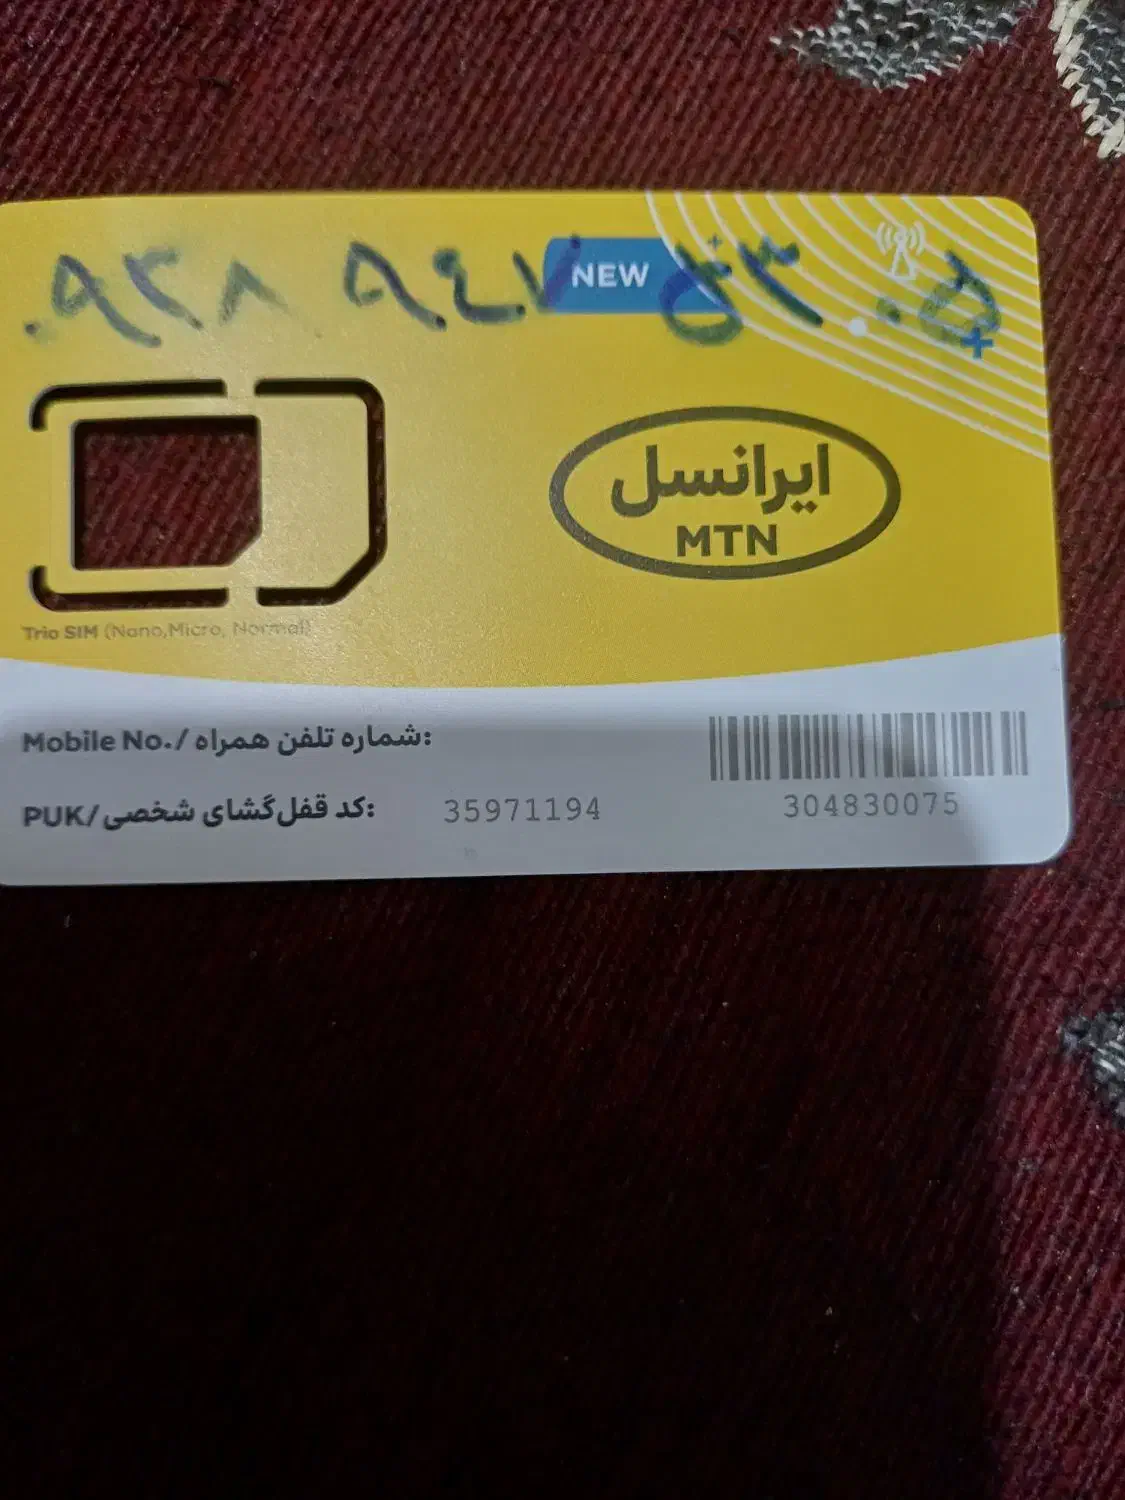 NEW
ایرانسل
MTN
Trio SIM (Nano,Micro, Normal)
Mobile No./ شماره تلفن همراه:
PUK/کد قفل‌گشای شخصی: 35971194
304830075